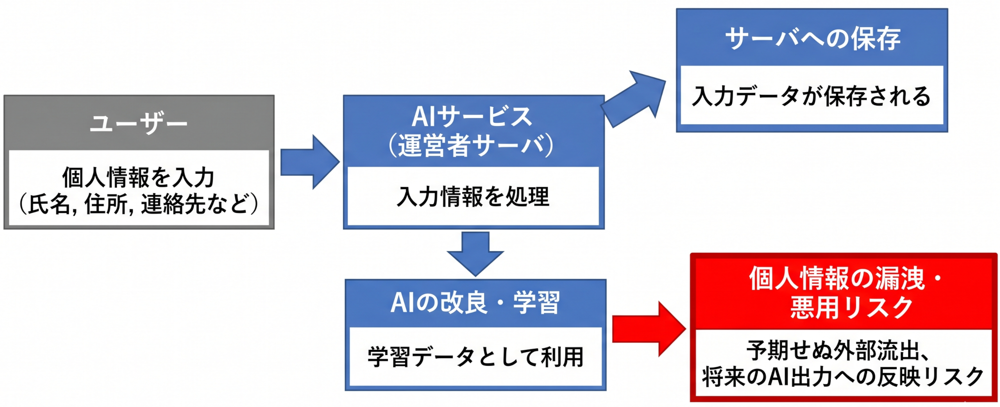 ユーザー
個人情報を入力
（氏名, 住所, 連絡先など）
AIサービス
（運営者サーバ）
入力情報を処理
サーバへの保存
入力データが保存される
AIの改良・学習
学習データとして利用
個人情報の漏洩・
悪用リスク
予期せぬ外部流出、
将来のAI出力への反映リスク